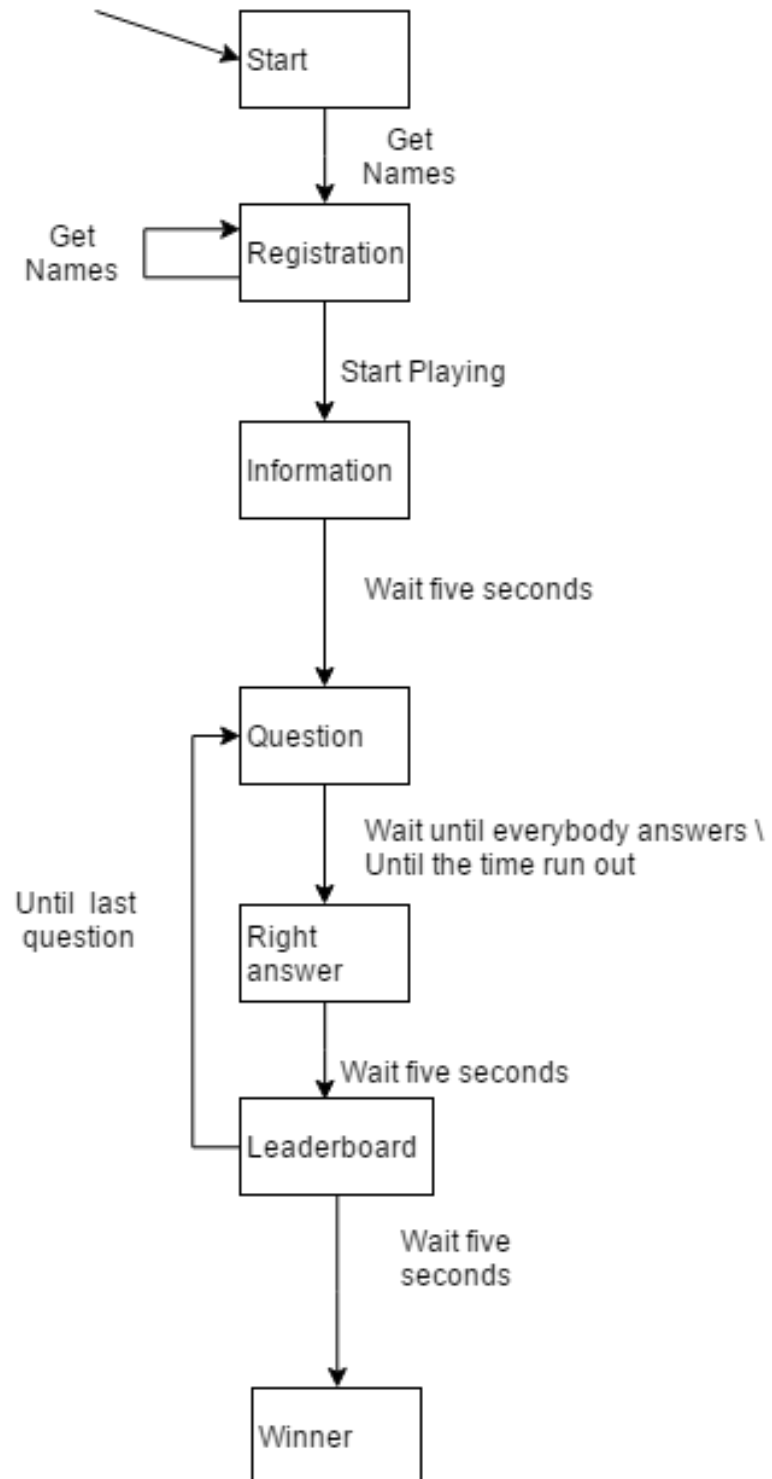 Start
Get
Names
Get
Names
Registration
Start Playing
Information
Wait five seconds
Question
Wait until everybody answers \
Until the time run out
Until last
question
Right
answer
Wait five seconds
Leaderboard
Wait five
seconds
Winner